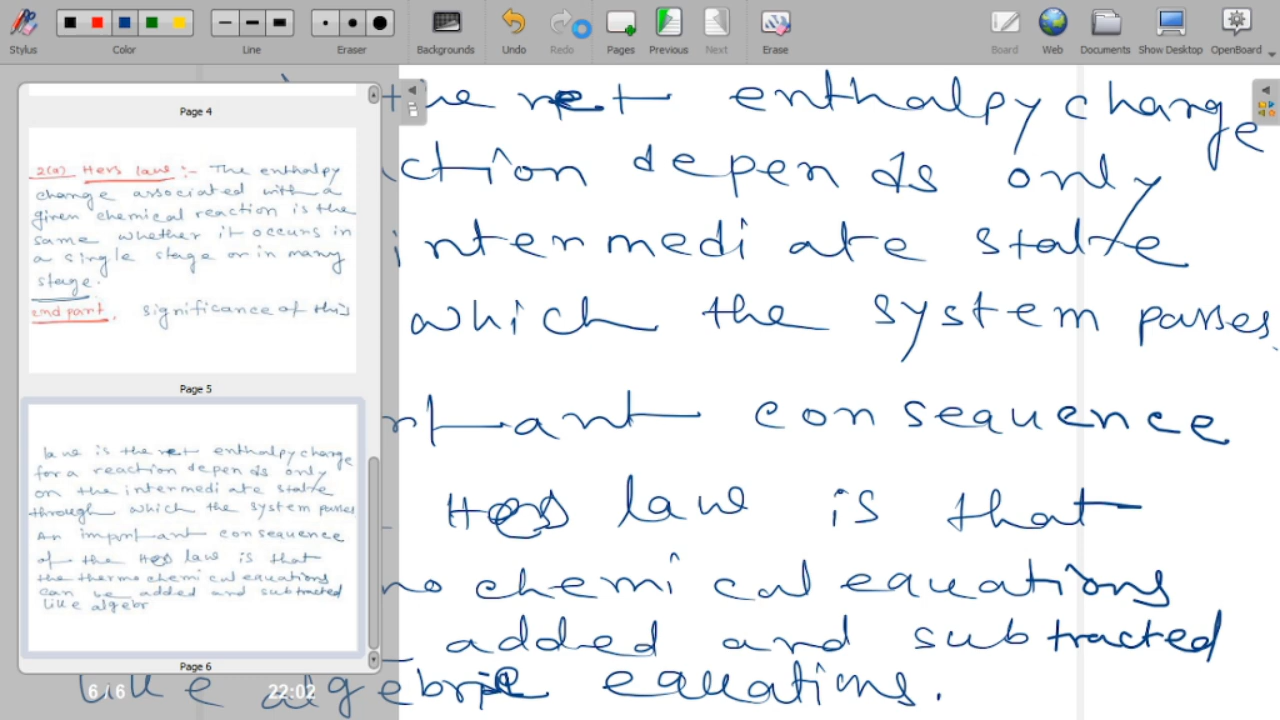 Stylus
Color
Line
Eraser
Backgrounds
Undo
Redo
Pages
Previous
Next
Erase
Board
Web
Documents
Show Desktop
OpenBoard
Page 4
2(a) Hers law :- The enthalpy
change associated with a
given chemical reaction is the
same whether it occurs in
a single stage or in many
stage.
2nd part. significance of this
Page 5
law is the net enthalpy change
for a reaction depends only
on the intermediate state
through which the system passes
An important consequence
of the Hess law is that
the thermo chemical equations
can be added and subtracted
like algebr
Page 6
6 / 6
22:02
the net enthalpy change
ction depends only
intermediate state
which the system passes.
rtant consequence
Hess law is that
mo chemical equations
added and subtracted
like algebric equations.